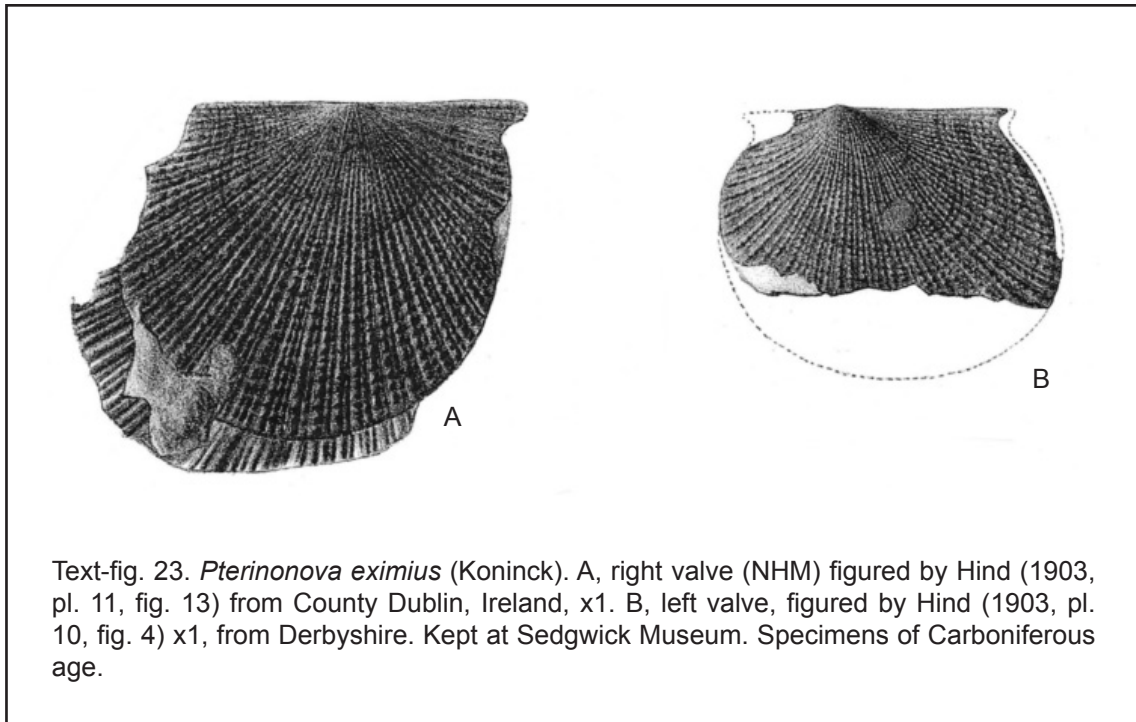 A
B
Text-fig. 23. Pterinonova eximius (Koninck). A, right valve (NHM) figured by Hind (1903,
pl. 11, fig. 13) from County Dublin, Ireland, x1. B, left valve, figured by Hind (1903, pl.
10, fig. 4) x1, from Derbyshire. Kept at Sedgwick Museum. Specimens of Carboniferous
age.